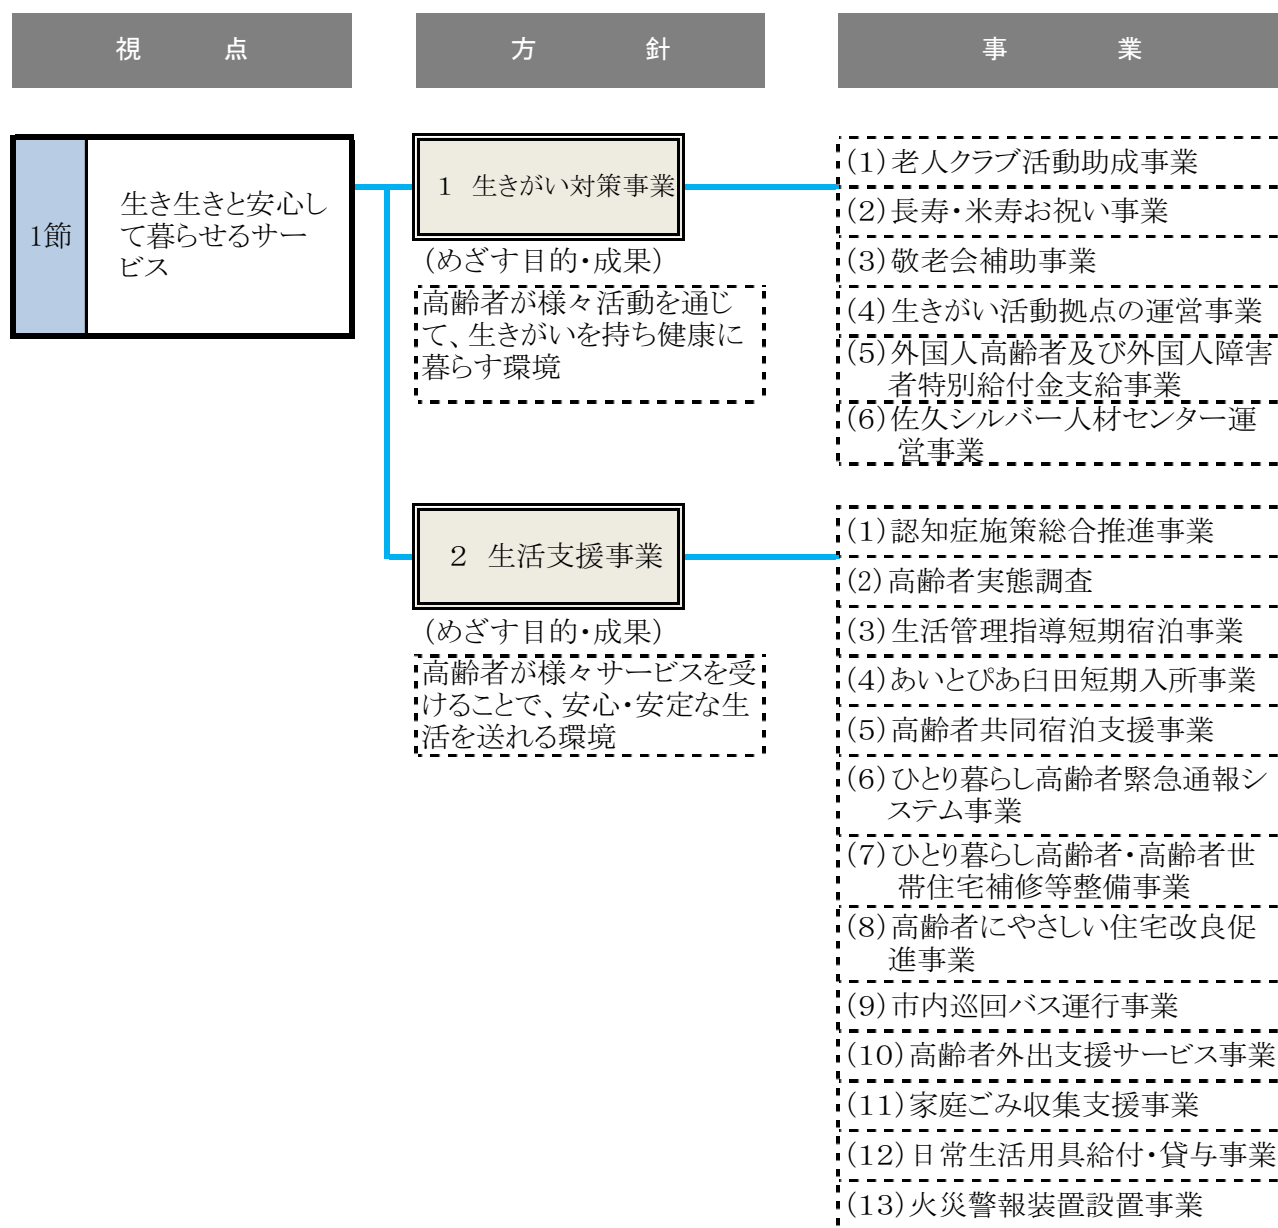 視 点
方 針
事 業
1節
生き生きと安心し
て暮らせるサー
ビス
1 生きがい対策事業
(めざす目的・成果)
高齢者が様々活動を通じ
て、生きがいを持ち健康に
暮らす環境
(1)老人クラブ活動助成事業
(2)長寿・米寿お祝い事業
(3)敬老会補助事業
(4)生きがい活動拠点の運営事業
(5)外国人高齢者及び外国人障害
者特別給付金支給事業
(6)佐久シルバー人材センター運
営事業
2 生活支援事業
(めざす目的・成果)
高齢者が様々サービスを受
けることで、安心・安定な生
活を送れる環境
(1)認知症施策総合推進事業
(2)高齢者実態調査
(3)生活管理指導短期宿泊事業
(4)あいとぴあ臼田短期入所事業
(5)高齢者共同宿泊支援事業
(6)ひとり暮らし高齢者緊急通報シ
ステム事業
(7)ひとり暮らし高齢者・高齢者世
帯住宅補修等整備事業
(8)高齢者にやさしい住宅改良促
進事業
(9)市内巡回バス運行事業
(10)高齢者外出支援サービス事業
(11)家庭ごみ収集支援事業
(12)日常生活用具給付・貸与事業
(13)火災警報装置設置事業